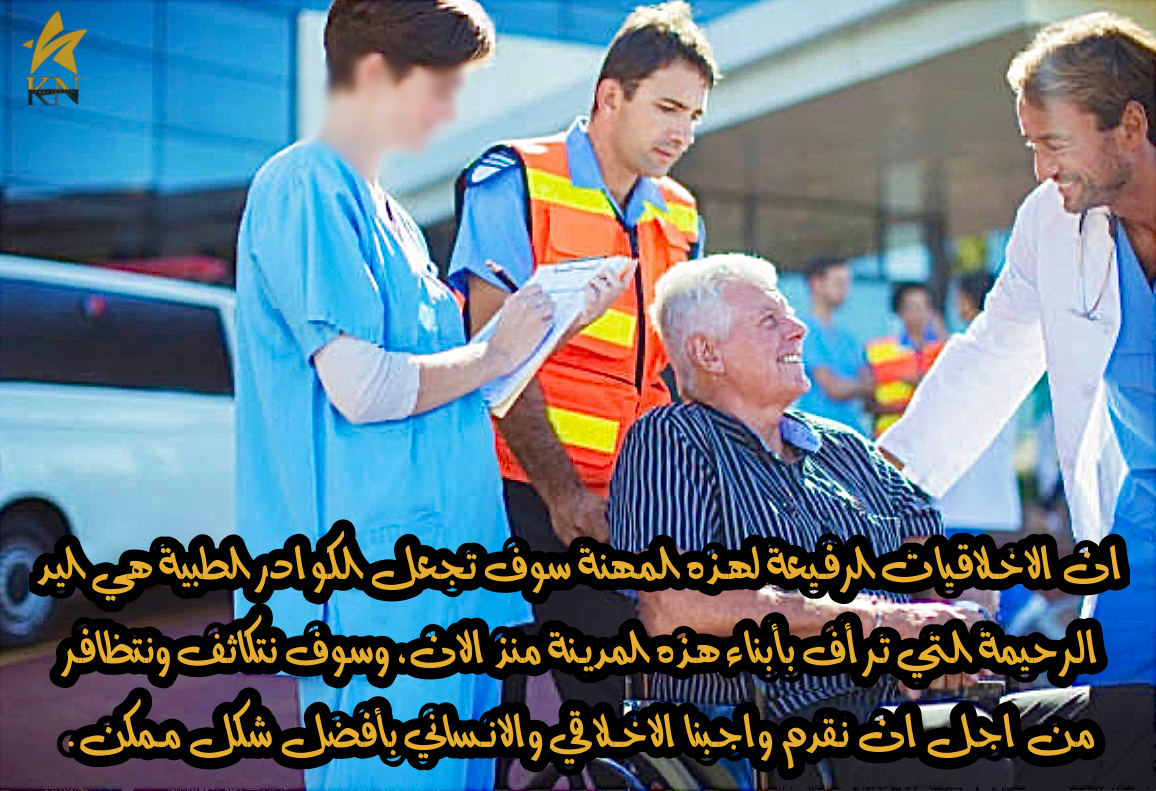 KN
ان الاخلاقيات الرفيعة لهذه المهنة سوف تجعل الكوادر الطبية هي اليد
الرحيمة التي ترأف بأبناء هذه المدينة منذ الان، وسوف نتكاثف ونتظافر
من اجل ان نقدم واجبنا الاخلاقي والانساني بأفضل شكل ممكن .